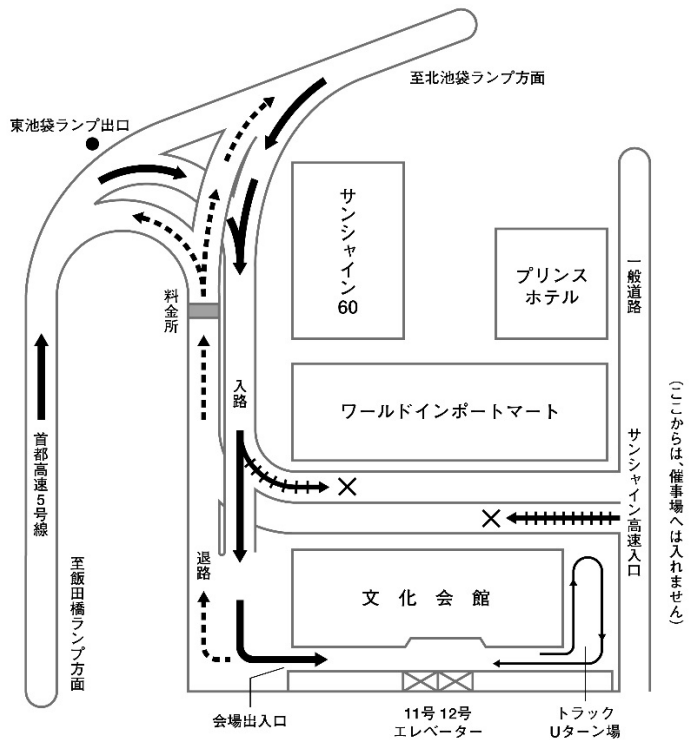 至北池袋ランプ方面
東池袋ランプ出口
サンシャイン60
プリンス
ホテル
一般道路
料金所
入路
ワールドインポートマート
首都高速5号線
サンシャイン高速入口
(ここからは、催事場へは入れません)
至飯田橋ランプ方面
退路
文化会館
会場出入口
11号 12号
エレベーター
トラック
Uターン場